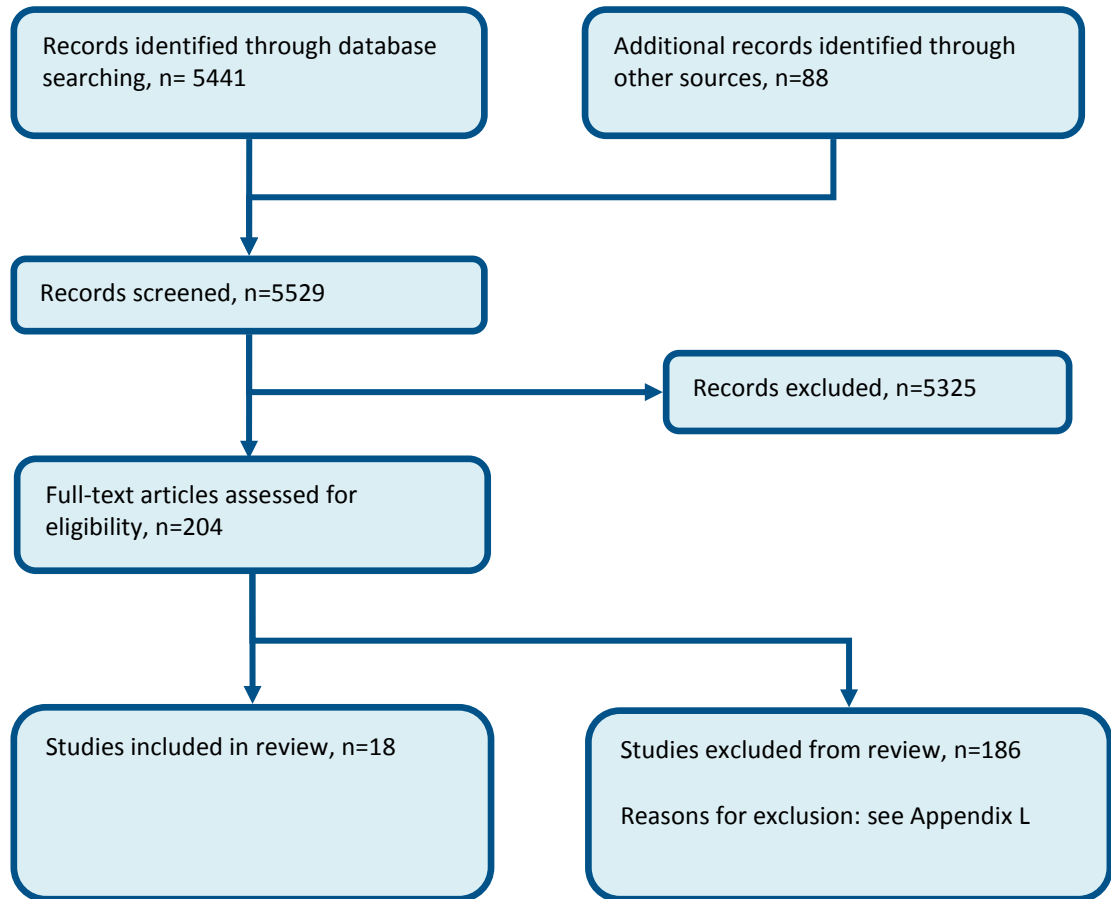 Records identified through database
searching, n= 5441
Additional records identified through
other sources, n=88
Records screened, n=5529
Records excluded, n=5325
Full-text articles assessed for
eligibility, n=204
Studies included in review, n=18
Studies excluded from review, n=186
Reasons for exclusion: see Appendix L